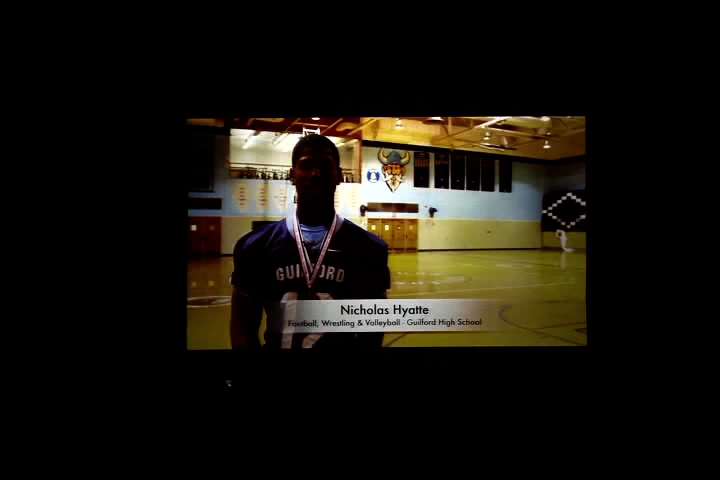 GUILFORD
Nicholas Hyatte
Football, Wrestling & Volleyball - Guilford High School